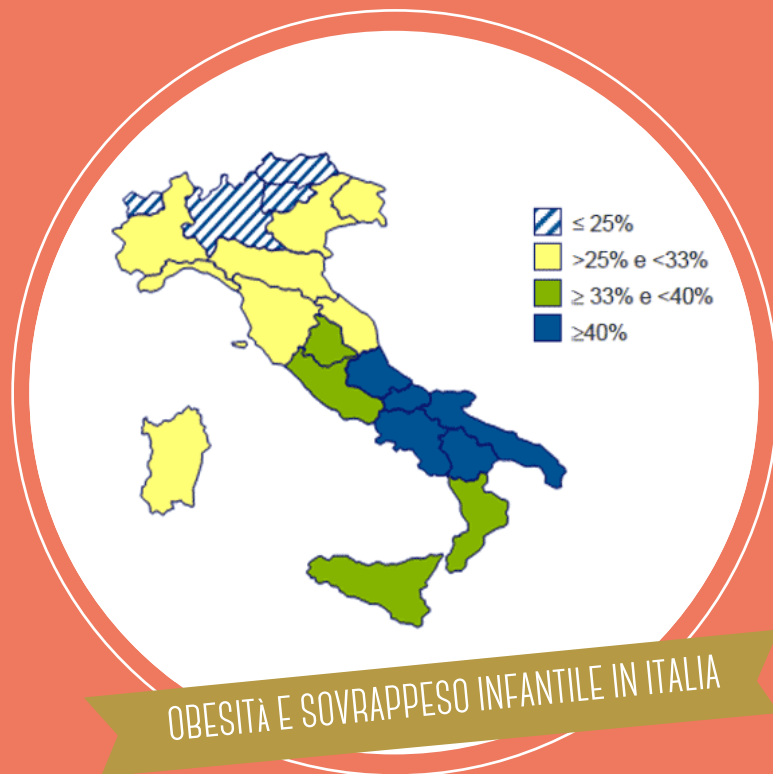 ≤ 25%
>25% e <33%
≥ 33% e <40%
≥40%
OBESITÀ E SOVRAPPESO INFANTILE IN ITALIA